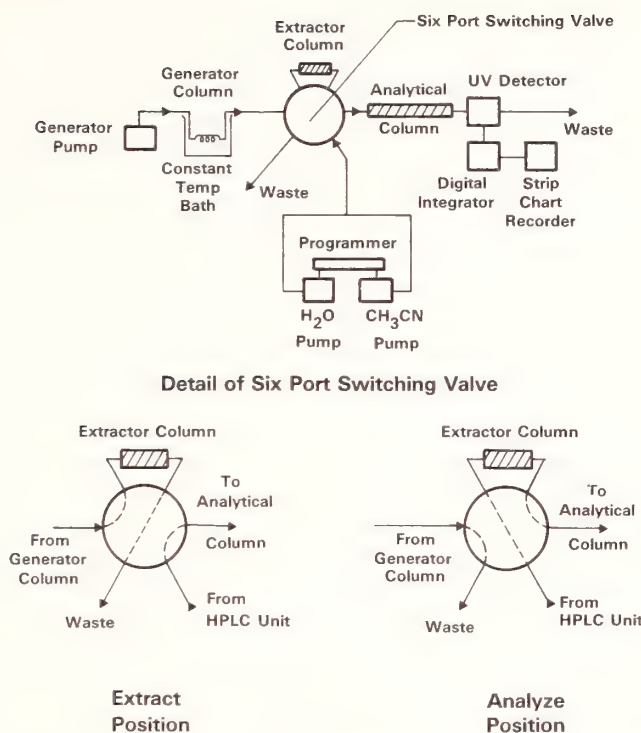 Six Port Switching Valve
Extractor
Column
Generator
Column
Analytical
Column
UV Detector
Generator
Pump
Constant
Temp
Bath
Waste
Waste
Digital
Integrator
Strip
Chart
Recorder
Programmer
H2O
Pump
CH3CN
Pump
Detail of Six Port Switching Valve
Extractor Column
To
Analytical
Column
From
Generator
Column
Waste
From
HPLC Unit
Extract
Position
Extractor Column
To
Analytical
Column
From
Generator
Column
Waste
From
HPLC Unit
Analyze
Position